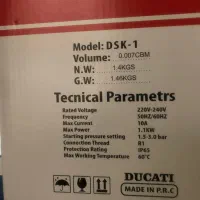 Model: DSK-1
Volume: 0.007CBM
N.W: 1.4KGS
G.W: 1.46KGS
Tecnical Parametrs
Rated Voltage 220V-240V
Frequency 50HZ/60HZ
Max Current 10A
Max Power 1.1KW
Starting pressure setting 1.5-3.0 bar
Connection Thread R1
Protection Rating IP65
Max Working Temperature 60°C
DUCATI
MADE IN P.R.C